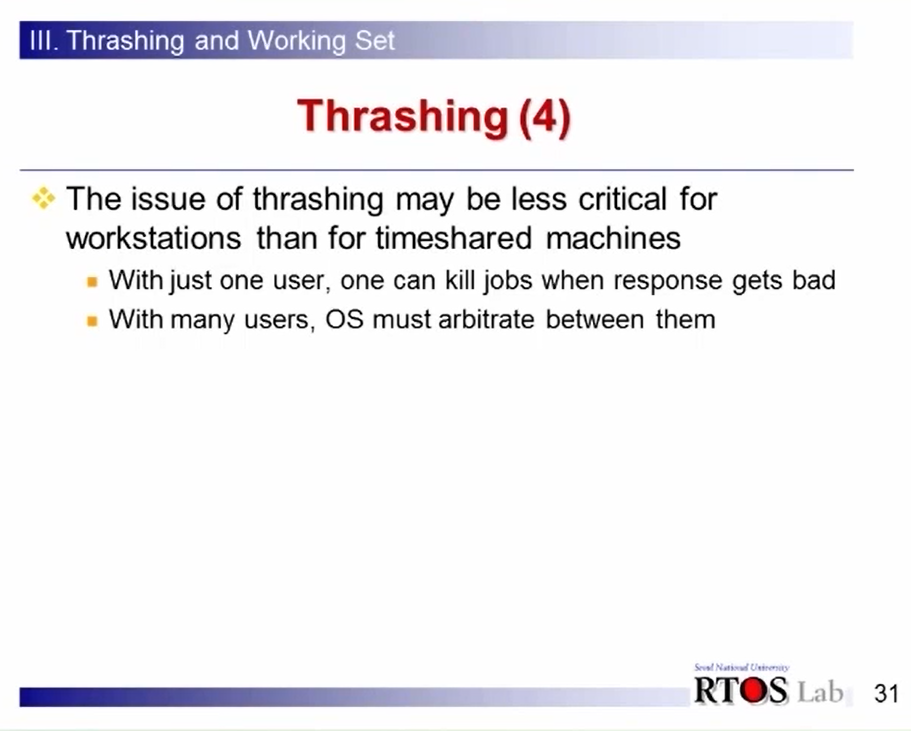 III. Thrashing and Working Set
Thrashing (4)
The issue of thrashing may be less critical for
workstations than for timeshared machines
With just one user, one can kill jobs when response gets bad
With many users, OS must arbitrate between them
Seoul National University
RTOS Lab
31